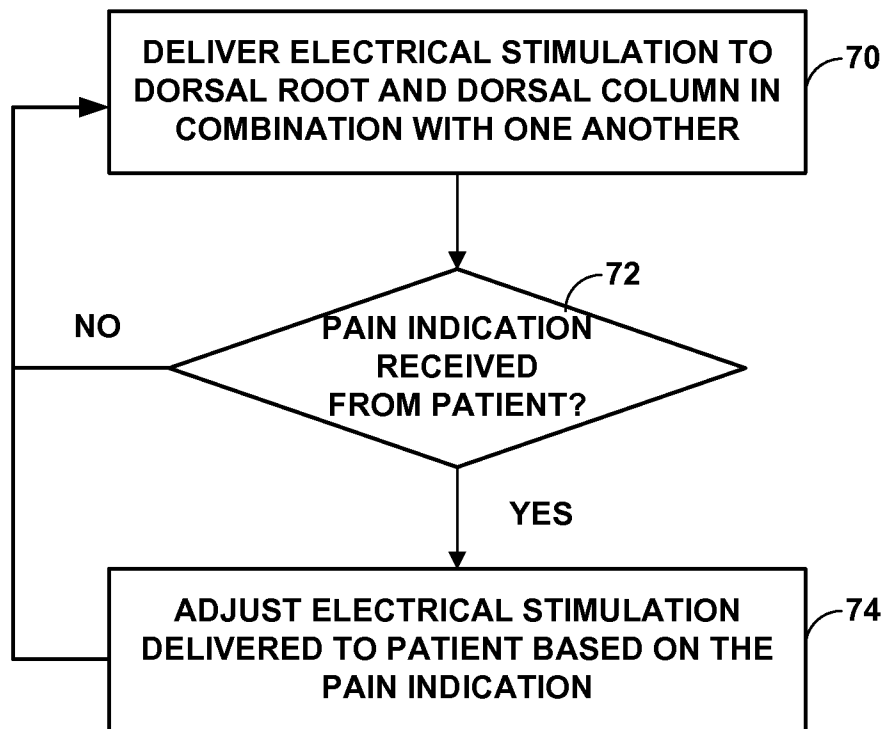 DELIVER ELECTRICAL STIMULATION TO
DORSAL ROOT AND DORSAL COLUMN IN
COMBINATION WITH ONE ANOTHER
70
72
PAIN INDICATION
RECEIVED
FROM PATIENT?
NO
YES
ADJUST ELECTRICAL STIMULATION
DELIVERED TO PATIENT BASED ON THE
PAIN INDICATION
74